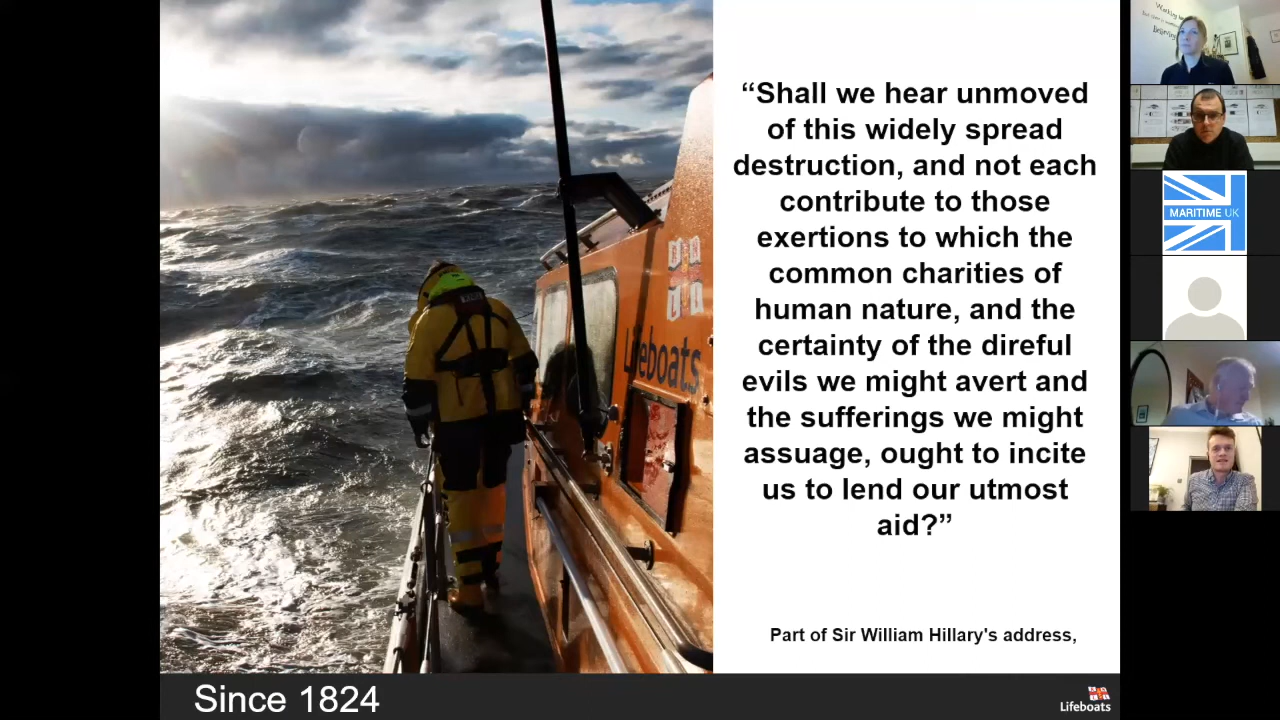 “Shall we hear unmoved
of this widely spread
destruction, and not each
contribute to those
exertions to which the
common charities of
human nature, and the
certainty of the direful
evils we might avert and
the sufferings we might
assuage, ought to incite
us to lend our utmost
aid?”
Part of Sir William Hillary's address,
Since 1824
Lifeboats
RNLI
Lifeboats
MARITIME UK